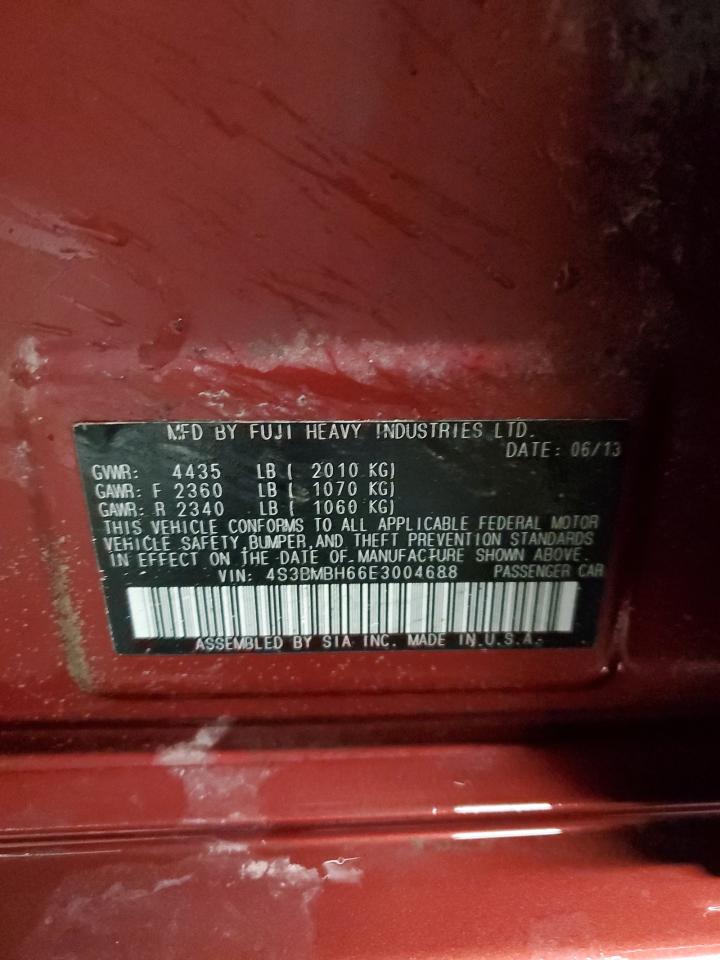 MFD BY FUJI HEAVY INDUSTRIES LTD.
DATE: 06/13
GVWR: 4435 LB ( 2010 KG)
GAWR: F 2360 LB ( 1070 KG)
GAWR: R 2340 LB ( 1060 KG)
THIS VEHICLE CONFORMS TO ALL APPLICABLE FEDERAL MOTOR
VEHICLE SAFETY, BUMPER, AND THEFT PREVENTION STANDARDS
IN EFFECT ON THE DATE OF MANUFACTURE SHOWN ABOVE.
VIN: 4S3BMBH66E3004688 PASSENGER CAR
ASSEMBLED BY SIA INC. MADE IN U.S.A.